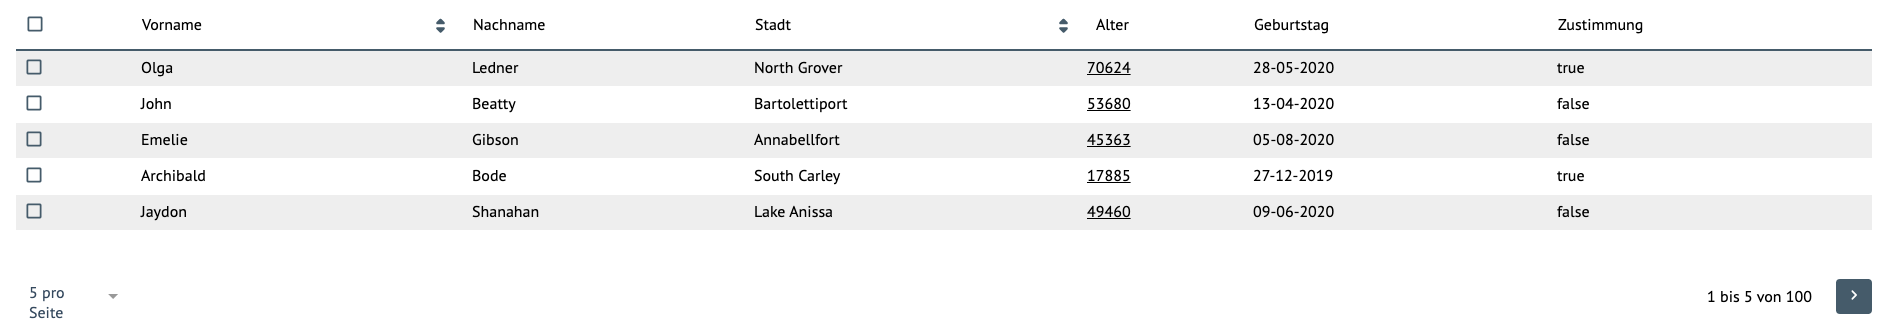 Vorname Nachname Stadt Alter Geburtstag Zustimmung
Olga Ledner North Grover 70624 28-05-2020 true
John Beatty Bartolettiport 53680 13-04-2020 false
Emelie Gibson Annabellfort 45363 05-08-2020 false
Archibald Bode South Carley 17885 27-12-2019 true
Jaydon Shanahan Lake Anissa 49460 09-06-2020 false
5 pro
Seite
1 bis 5 von 100